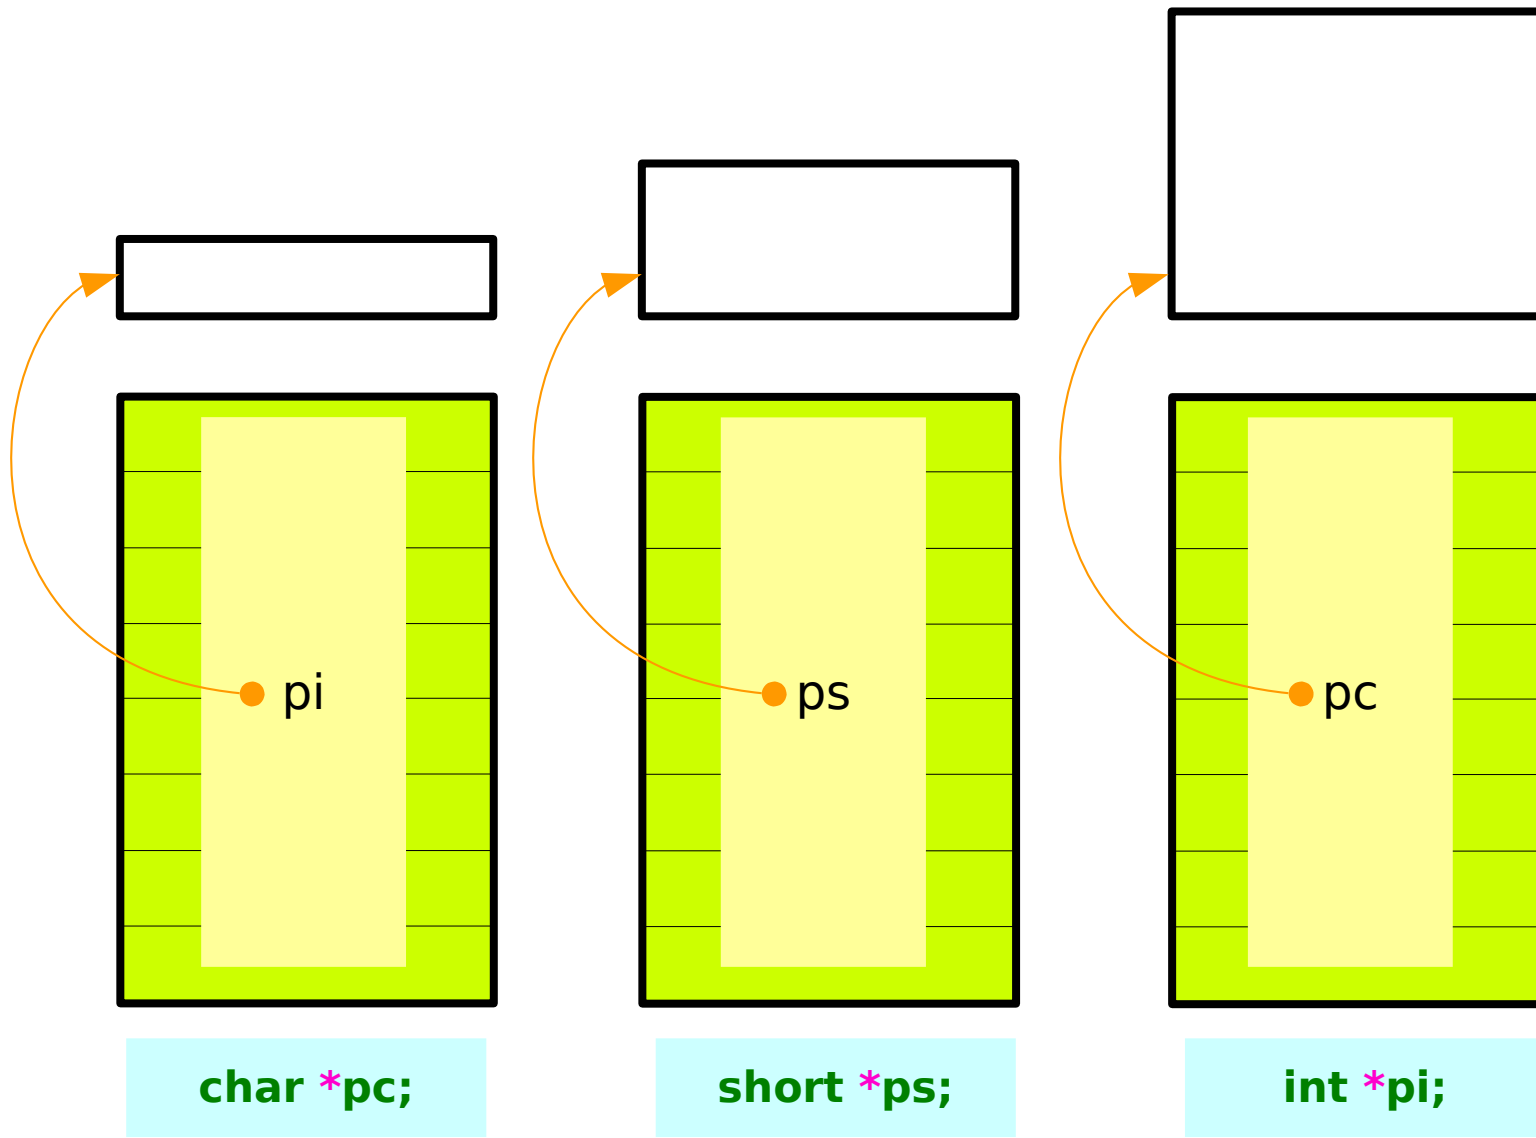 pi
ps
pc
char *pc;
short *ps;
int *pi;